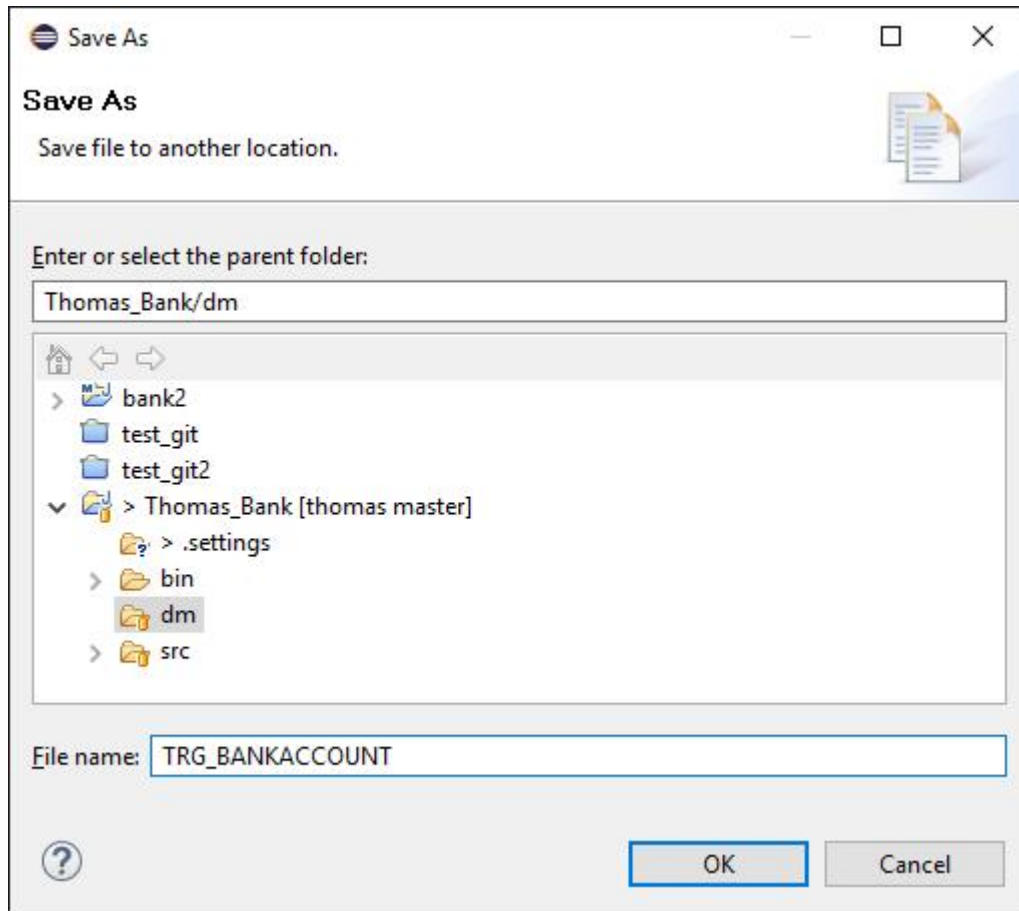 Save As
Save As
Save file to another location.
Enter or select the parent folder:
Thomas_Bank/dm
bank2
test_git
test_git2
> Thomas_Bank [thomas master]
> .settings
bin
dm
src
File name: TRG_BANKACCOUNT
OK Cancel